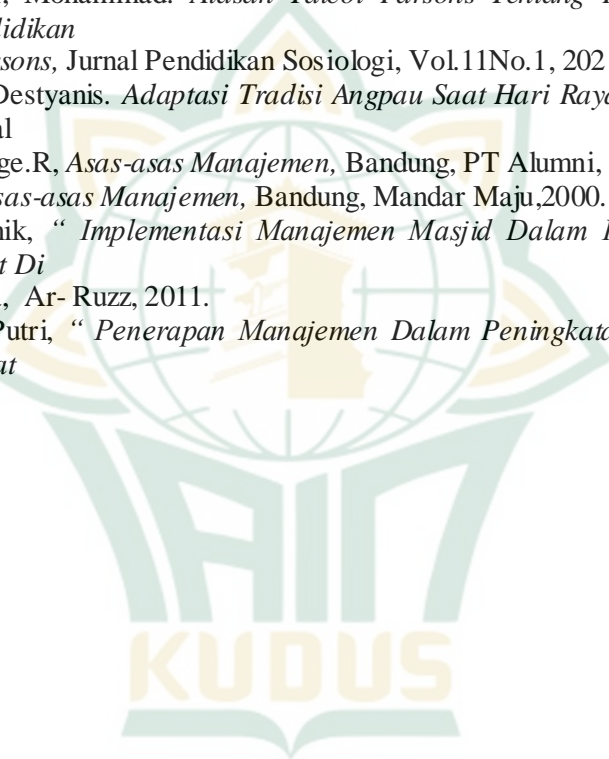 Mohammad. Alasan Talcot Parsons Tentang
didikan
sons, Jurnal Pendidikan Sosiologi, Vol.11No.1, 202
Destyanis. Adaptasi Tradisi Angpau Saat Hari Raya
al
ge.R, Asas-asas Manajemen, Bandung, PT Alumni,
sas-asas Manajemen, Bandung, Mandar Maju,2000.
nik, “ Implementasi Manajemen Masjid Dalam
t Di
, Ar- Ruzz, 2011.
Putri, “ Penerapan Manajemen Dalam Peningkata
at
IAIN
KUDUS